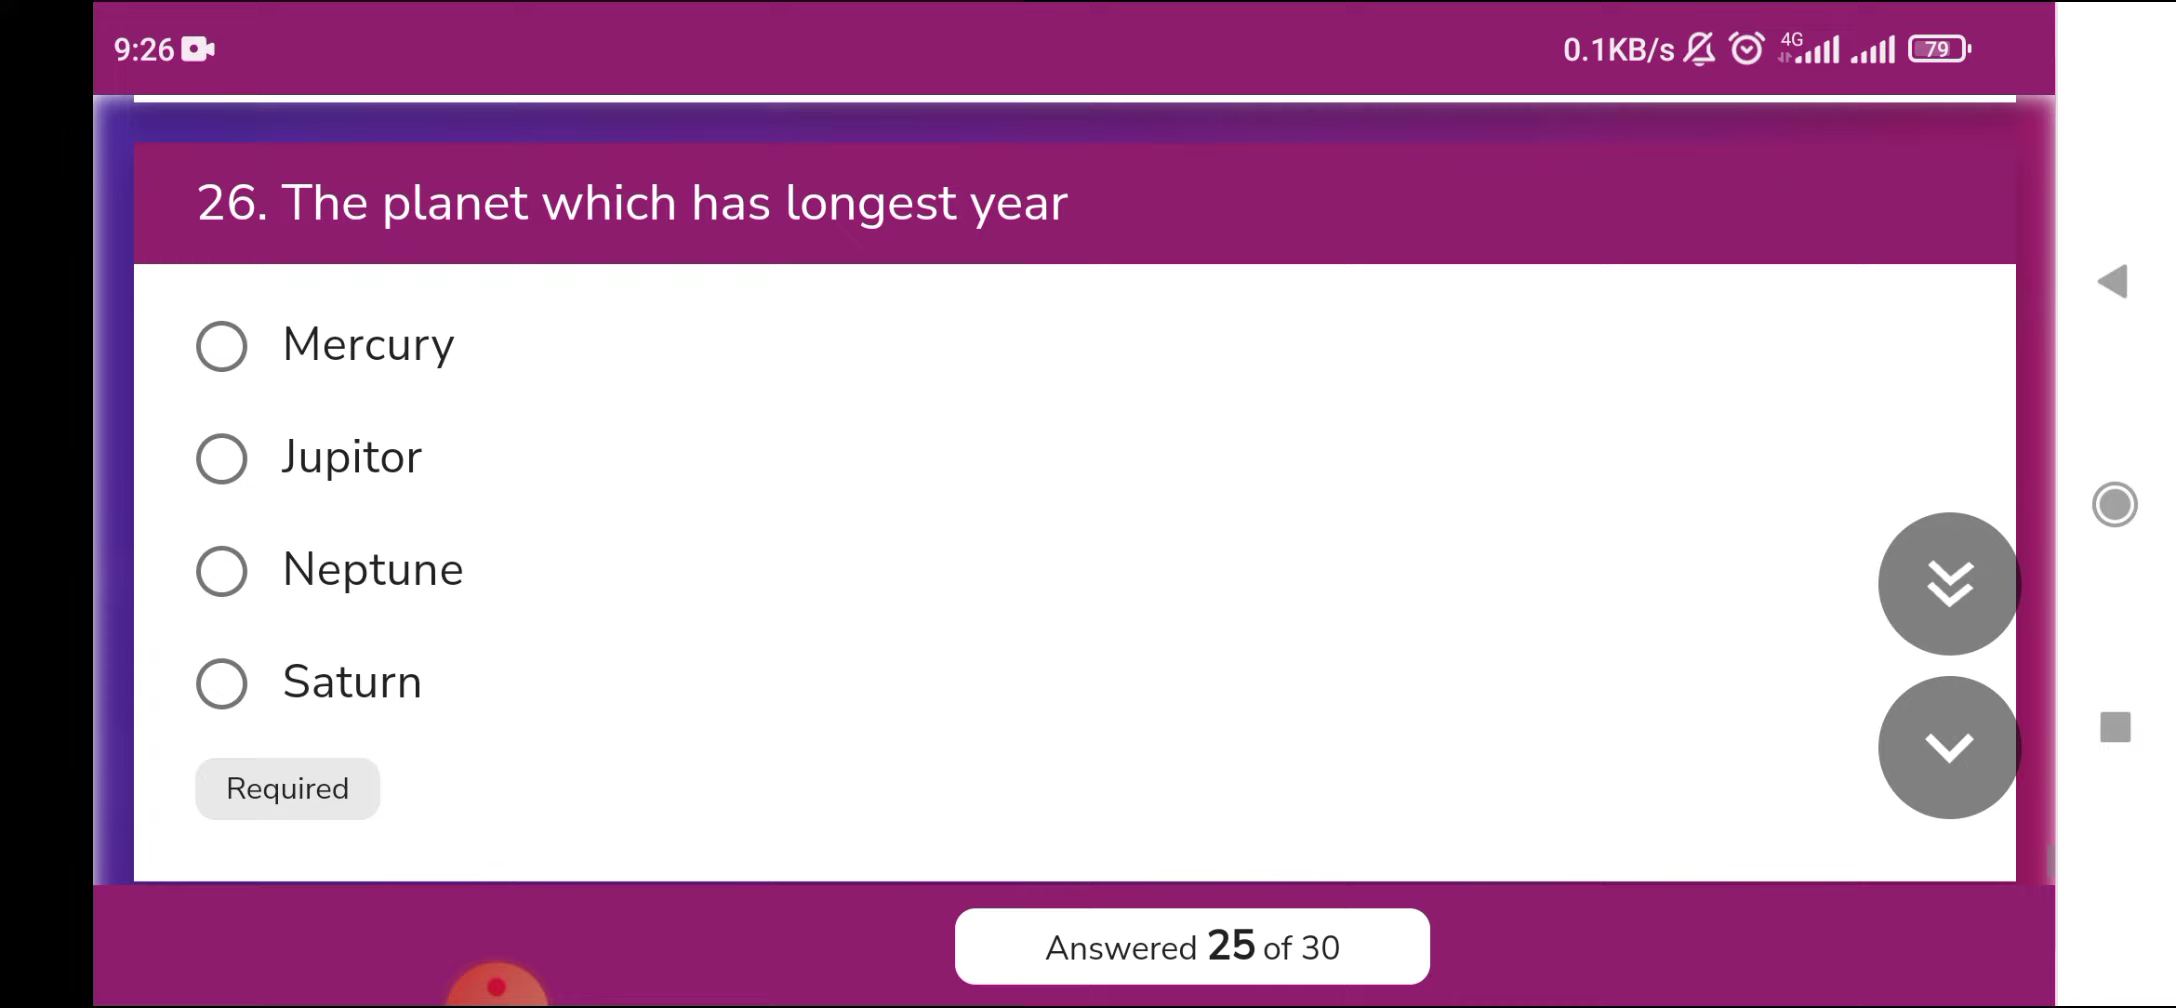 9:26
0.1KB/s 4G 79
26. The planet which has longest year
Mercury
Jupitor
Neptune
Saturn
Required
Answered 25 of 30